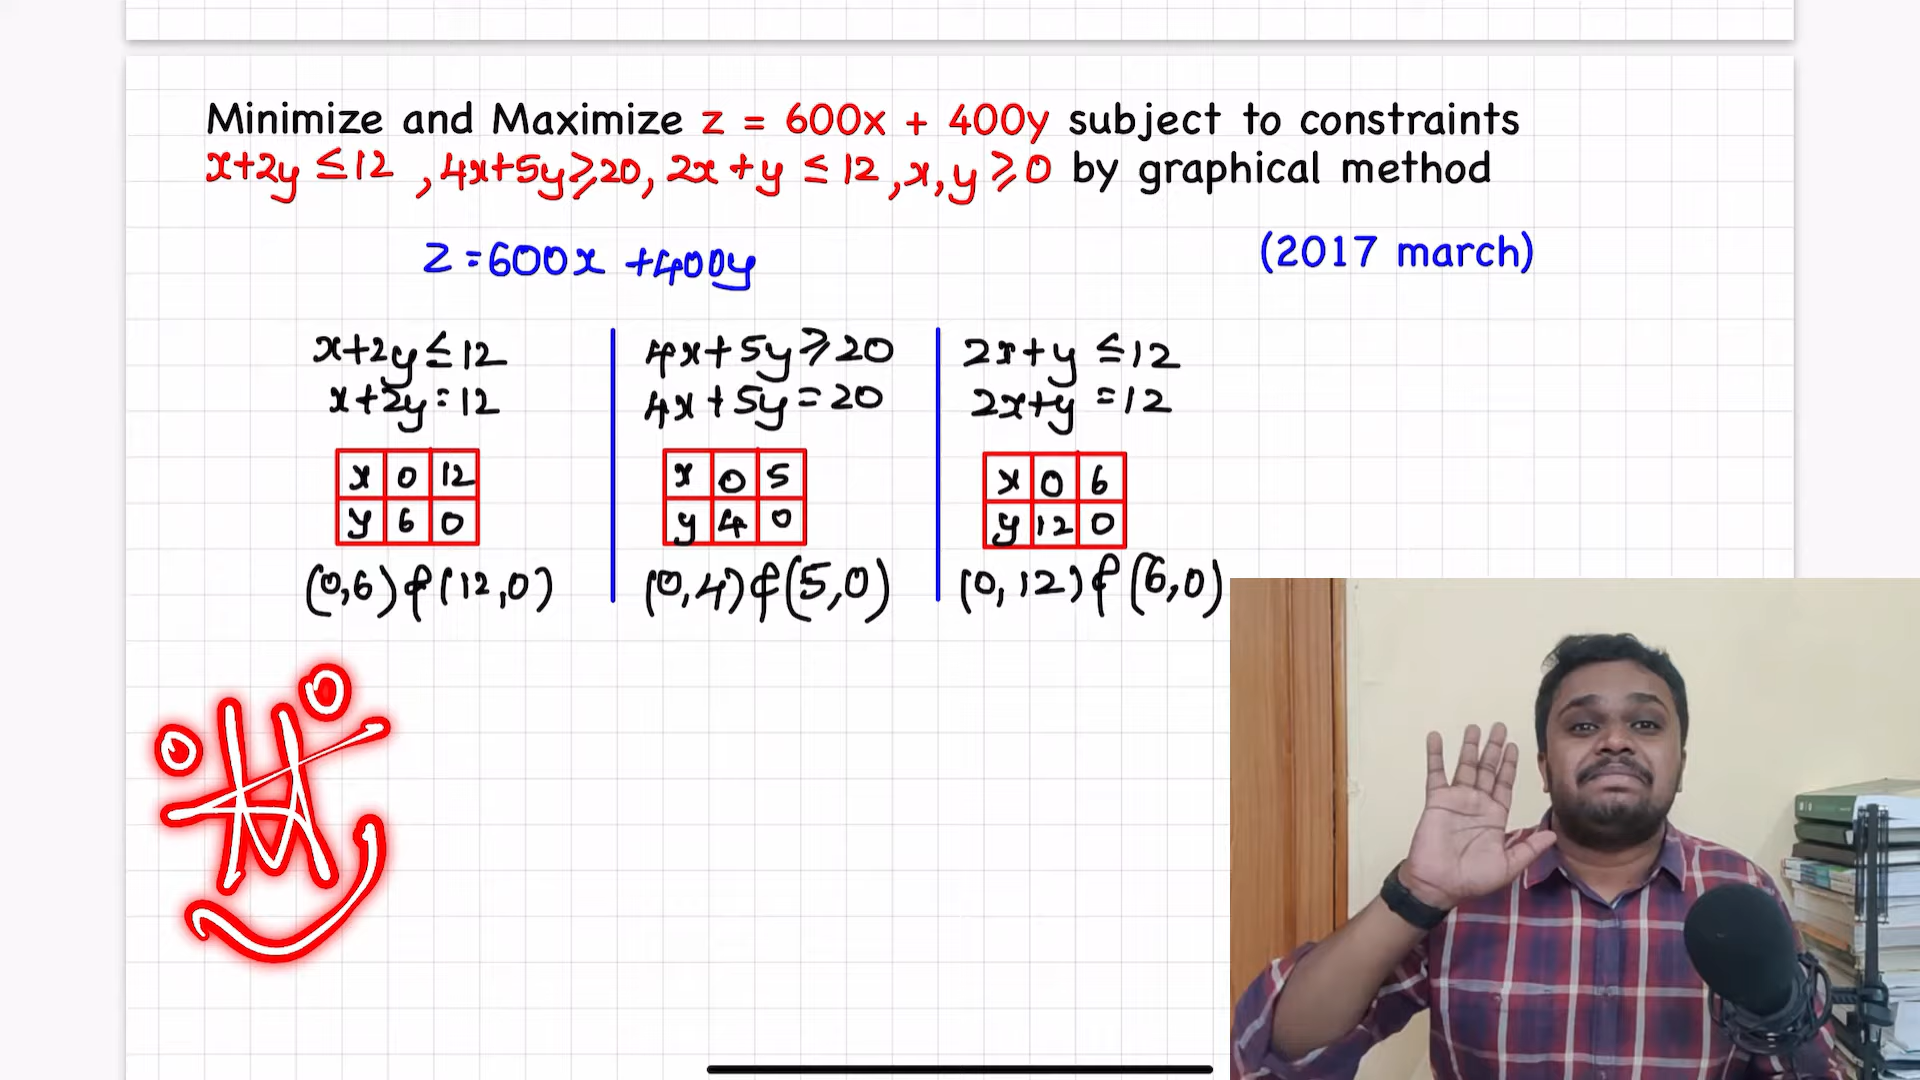 Minimize and Maximize z = 600x + 400y subject to constraints
x+2y ≤ 12 , 4x+5y ≥ 20, 2x + y ≤ 12 , x, y ≥ 0 by graphical method
z = 600x + 400y
(2017 march)
x+2y ≤ 12
x+2y = 12
x 0 12
y 6 0
(0,6) & (12,0)
4x + 5y ≥ 20
4x + 5y = 20
x 0 5
y 4 0
(0,4) & (5,0)
2x + y ≤ 12
2x + y = 12
x 0 6
y 12 0
(0, 12) & (6,0)